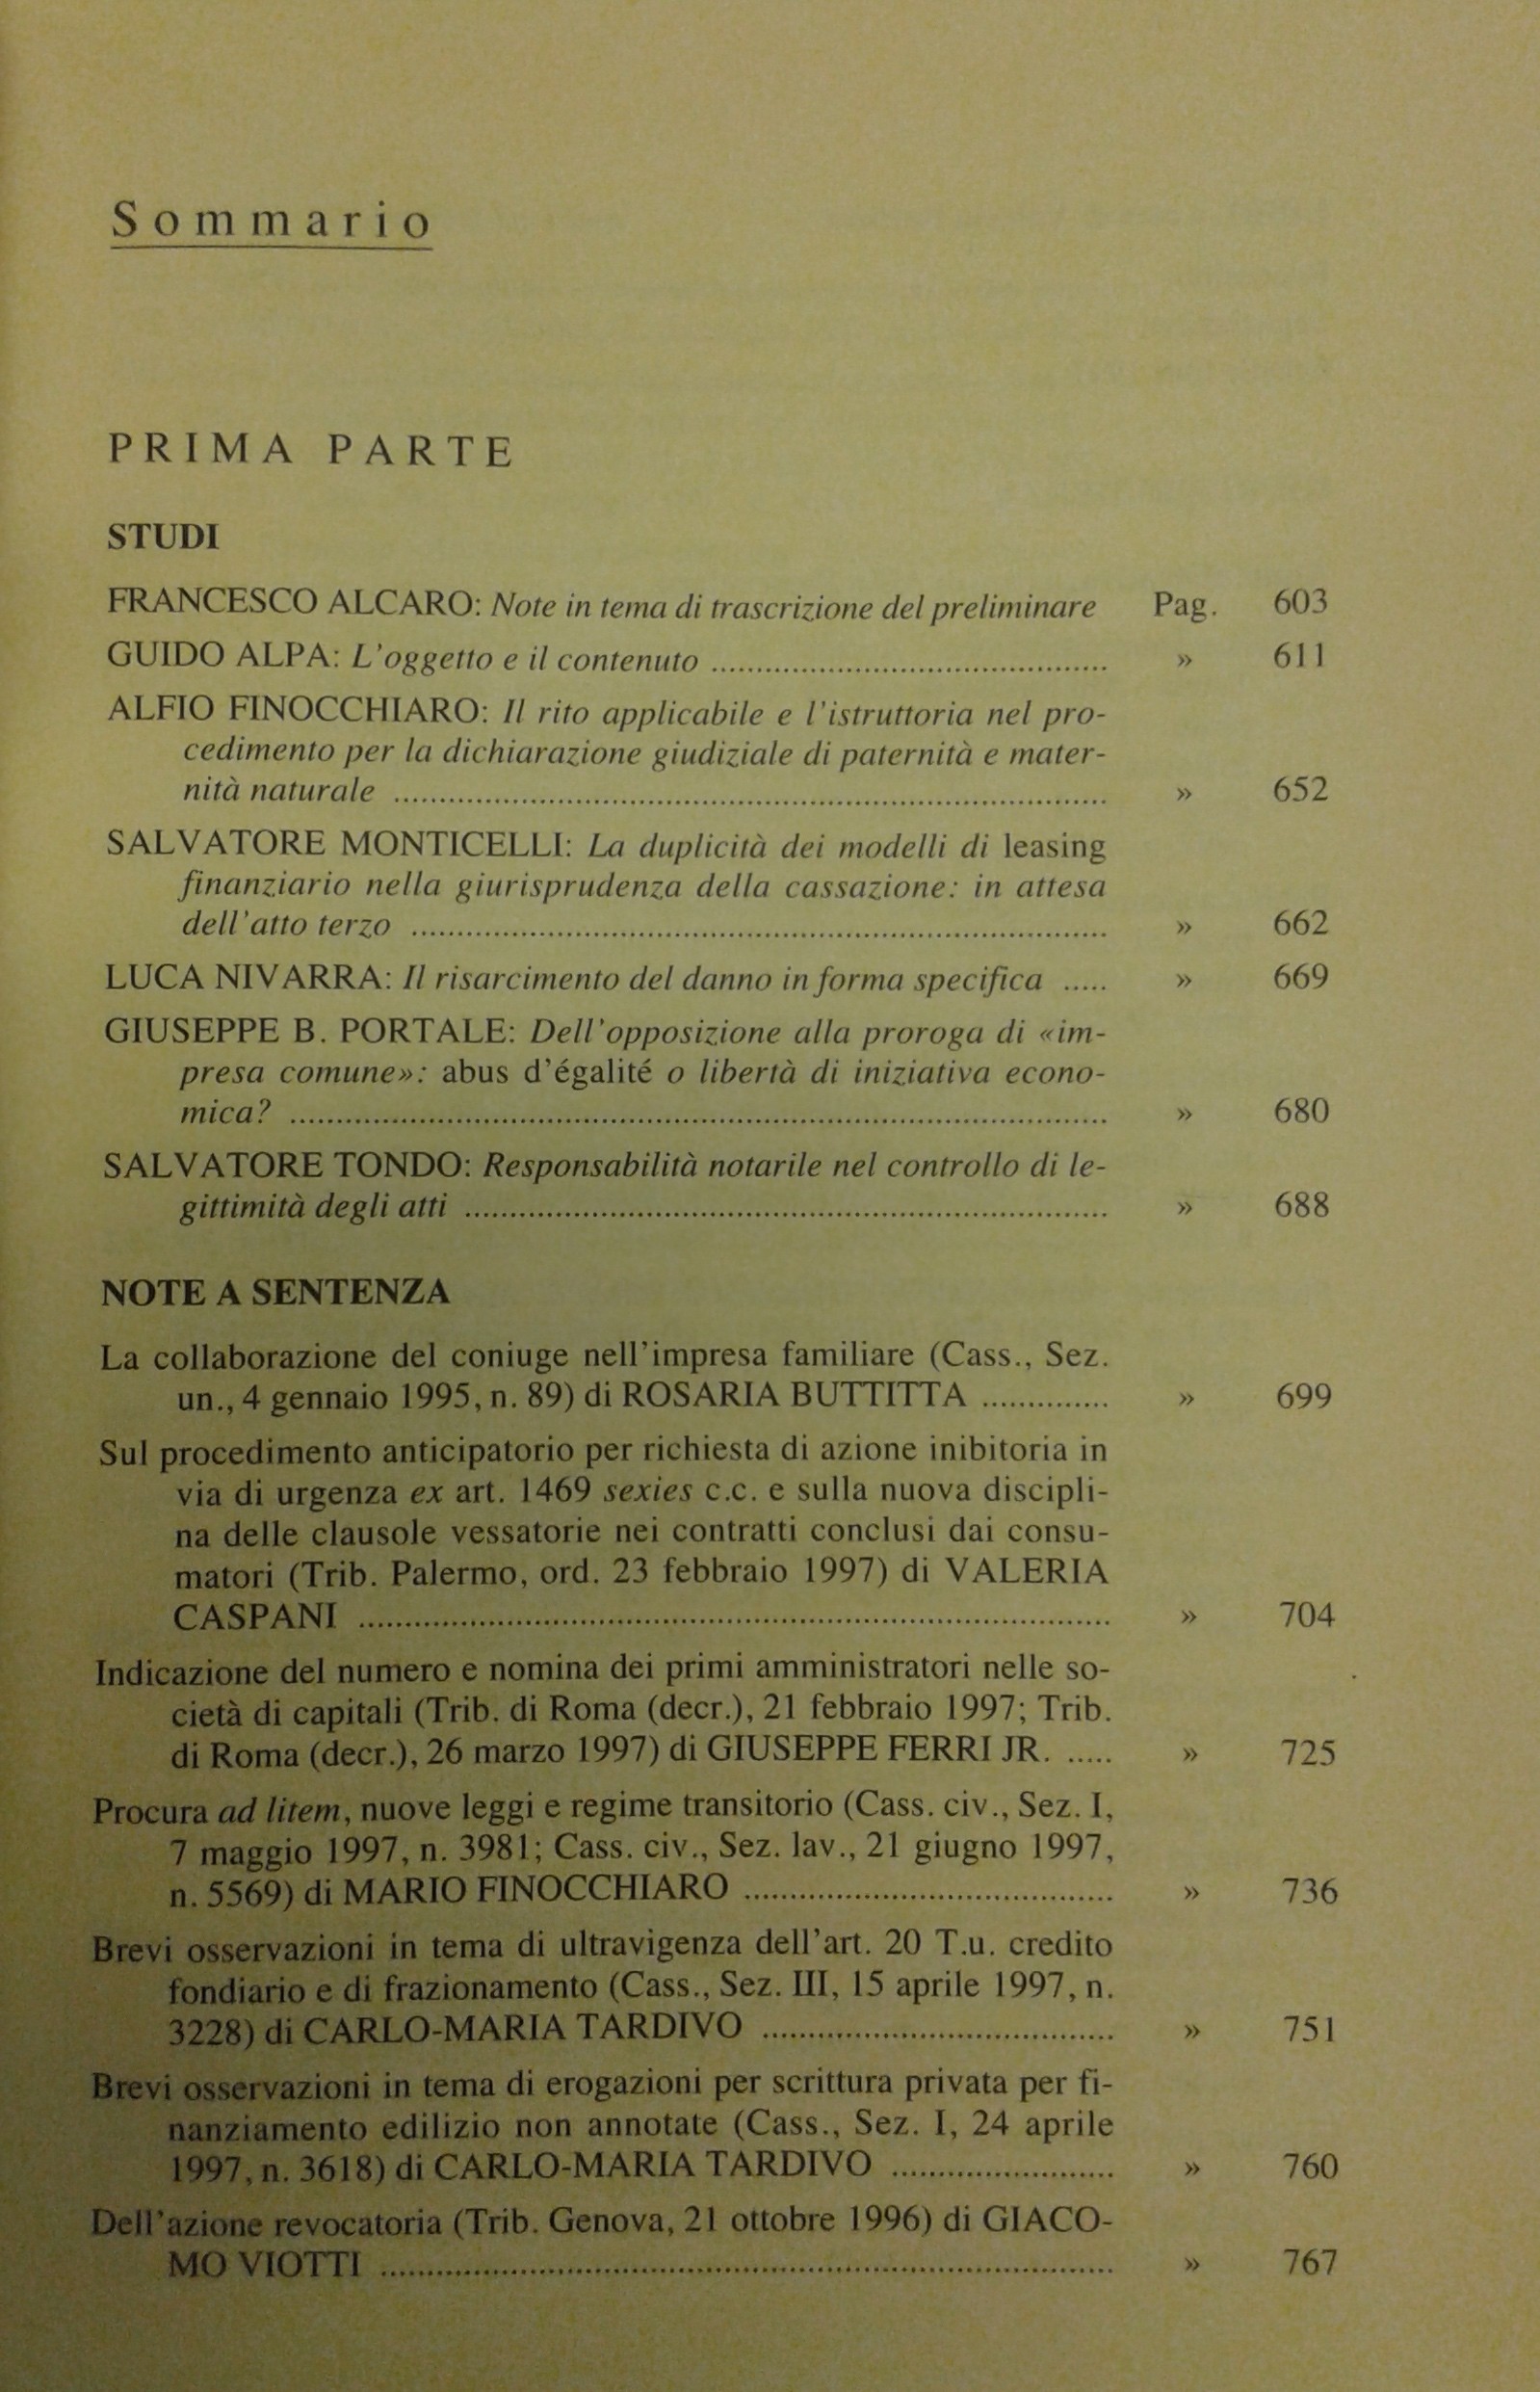 Sommario
PRIMA PARTE
STUDI
FRANCESCO ALCARO: Note in tema di trascrizione del preliminare Pag. 603
GUIDO ALPA: L'oggetto e il contenuto ............................................ » 611
ALFIO FINOCCHIARO: Il rito applicabile e l'istruttoria nel pro-
cedimento per la dichiarazione giudiziale di paternità e mater-
nità naturale ............................................................................... » 652
SALVATORE MONTICELLI: La duplicità dei modelli di leasing
finanziario nella giurisprudenza della cassazione: in attesa
dell'atto terzo ............................................................................. » 662
LUCA NIVARRA: Il risarcimento del danno in forma specifica ..... » 669
GIUSEPPE B. PORTALE: Dell'opposizione alla proroga di «im-
presa comune»: abus d'égalité o libertà di iniziativa econo-
mica? .......................................................................................... » 680
SALVATORE TONDO: Responsabilità notarile nel controllo di le-
gittimità degli atti ....................................................................... » 688
NOTE A SENTENZA
La collaborazione del coniuge nell'impresa familiare (Cass., Sez.
un., 4 gennaio 1995, n. 89) di ROSARIA BUTTITTA .............. » 699
Sul procedimento anticipatorio per richiesta di azione inibitoria in
via di urgenza ex art. 1469 sexies c.c. e sulla nuova discipli-
na delle clausole vessatorie nei contratti conclusi dai consu-
matori (Trib. Palermo, ord. 23 febbraio 1997) di VALERIA
CASPANI ................................................................................... » 704
Indicazione del numero e nomina dei primi amministratori nelle so-
cietà di capitali (Trib. di Roma (decr.), 21 febbraio 1997; Trib.
di Roma (decr.), 26 marzo 1997) di GIUSEPPE FERRI JR. ..... » 725
Procura ad litem, nuove leggi e regime transitorio (Cass. civ., Sez. I,
7 maggio 1997, n. 3981; Cass. civ., Sez. lav., 21 giugno 1997,
n. 5569) di MARIO FINOCCHIARO ......................................... » 736
Brevi osservazioni in tema di ultravigenza dell'art. 20 T.u. credito
fondiario e di frazionamento (Cass., Sez. III, 15 aprile 1997, n.
3228) di CARLO-MARIA TARDIVO ....................................... » 751
Brevi osservazioni in tema di erogazioni per scrittura privata per fi-
nanziamento edilizio non annotate (Cass., Sez. I, 24 aprile
1997, n. 3618) di CARLO-MARIA TARDIVO ......................... » 760
Dell'azione revocatoria (Trib. Genova, 21 ottobre 1996) di GIACO-
MO VIOTTI ................................................................................. » 767